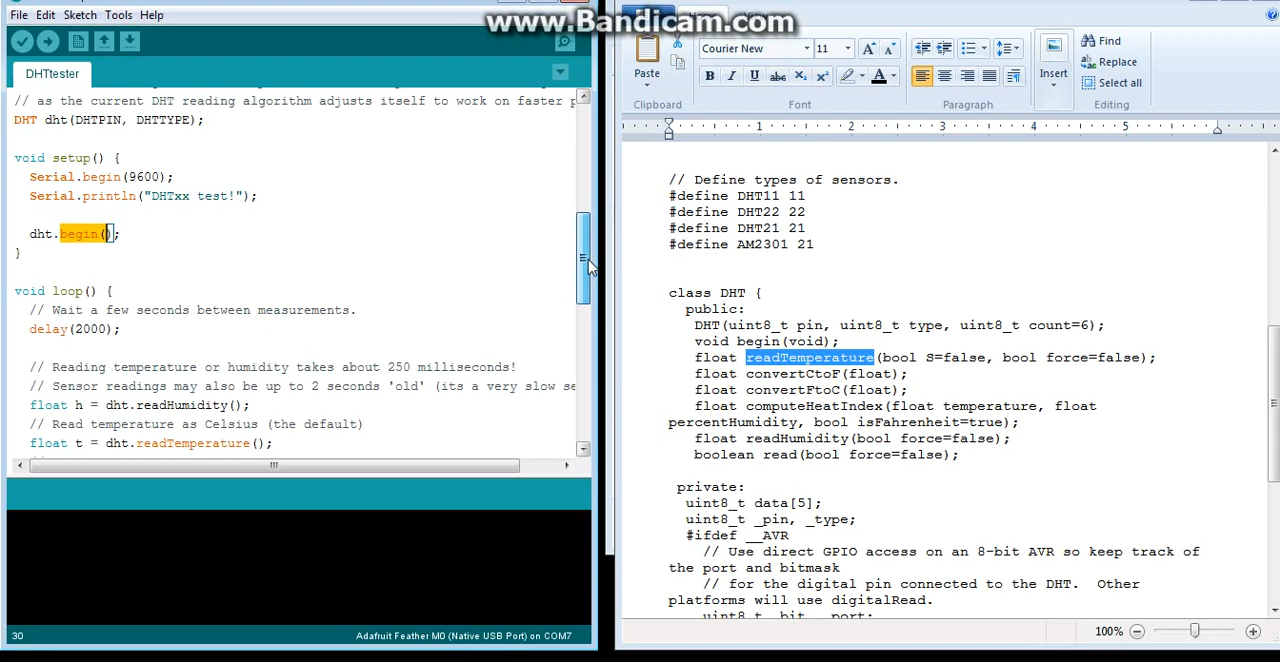 www.Bandicam.com
File Edit Sketch Tools Help
DHTtester
// as the current DHT reading algorithm adjusts itself to work on faster p
DHT dht(DHTPIN, DHTTYPE);
void setup() {
Serial.begin(9600);
Serial.println("DHTxx test!");
dht.begin();
}
void loop() {
// Wait a few seconds between measurements.
delay(2000);
// Reading temperature or humidity takes about 250 milliseconds!
// Sensor readings may also be up to 2 seconds 'old' (its a very slow se
float h = dht.readHumidity();
// Read temperature as Celsius (the default)
float t = dht.readTemperature();
30
Adafruit Feather M0 (Native USB Port) on COM7
Paste
Clipboard
Courier New
11
Font
Paragraph
Insert
Find
Replace
Select all
Editing
1 2 3 4 5
// Define types of sensors.
#define DHT11 11
#define DHT22 22
#define DHT21 21
#define AM2301 21
class DHT {
public:
DHT(uint8_t pin, uint8_t type, uint8_t count=6);
void begin(void);
float readTemperature(bool S=false, bool force=false);
float convertCtoF(float);
float convertFtoC(float);
float computeHeatIndex(float temperature, float
percentHumidity, bool isFahrenheit=true);
float readHumidity(bool force=false);
boolean read(bool force=false);
private:
uint8_t data[5];
uint8_t _pin, _type;
#ifdef __AVR
// Use direct GPIO access on an 8-bit AVR so keep track of
the port and bitmask
// for the digital pin connected to the DHT.  Other
platforms will use digitalRead.
uint8_t _bit, _port;
100%